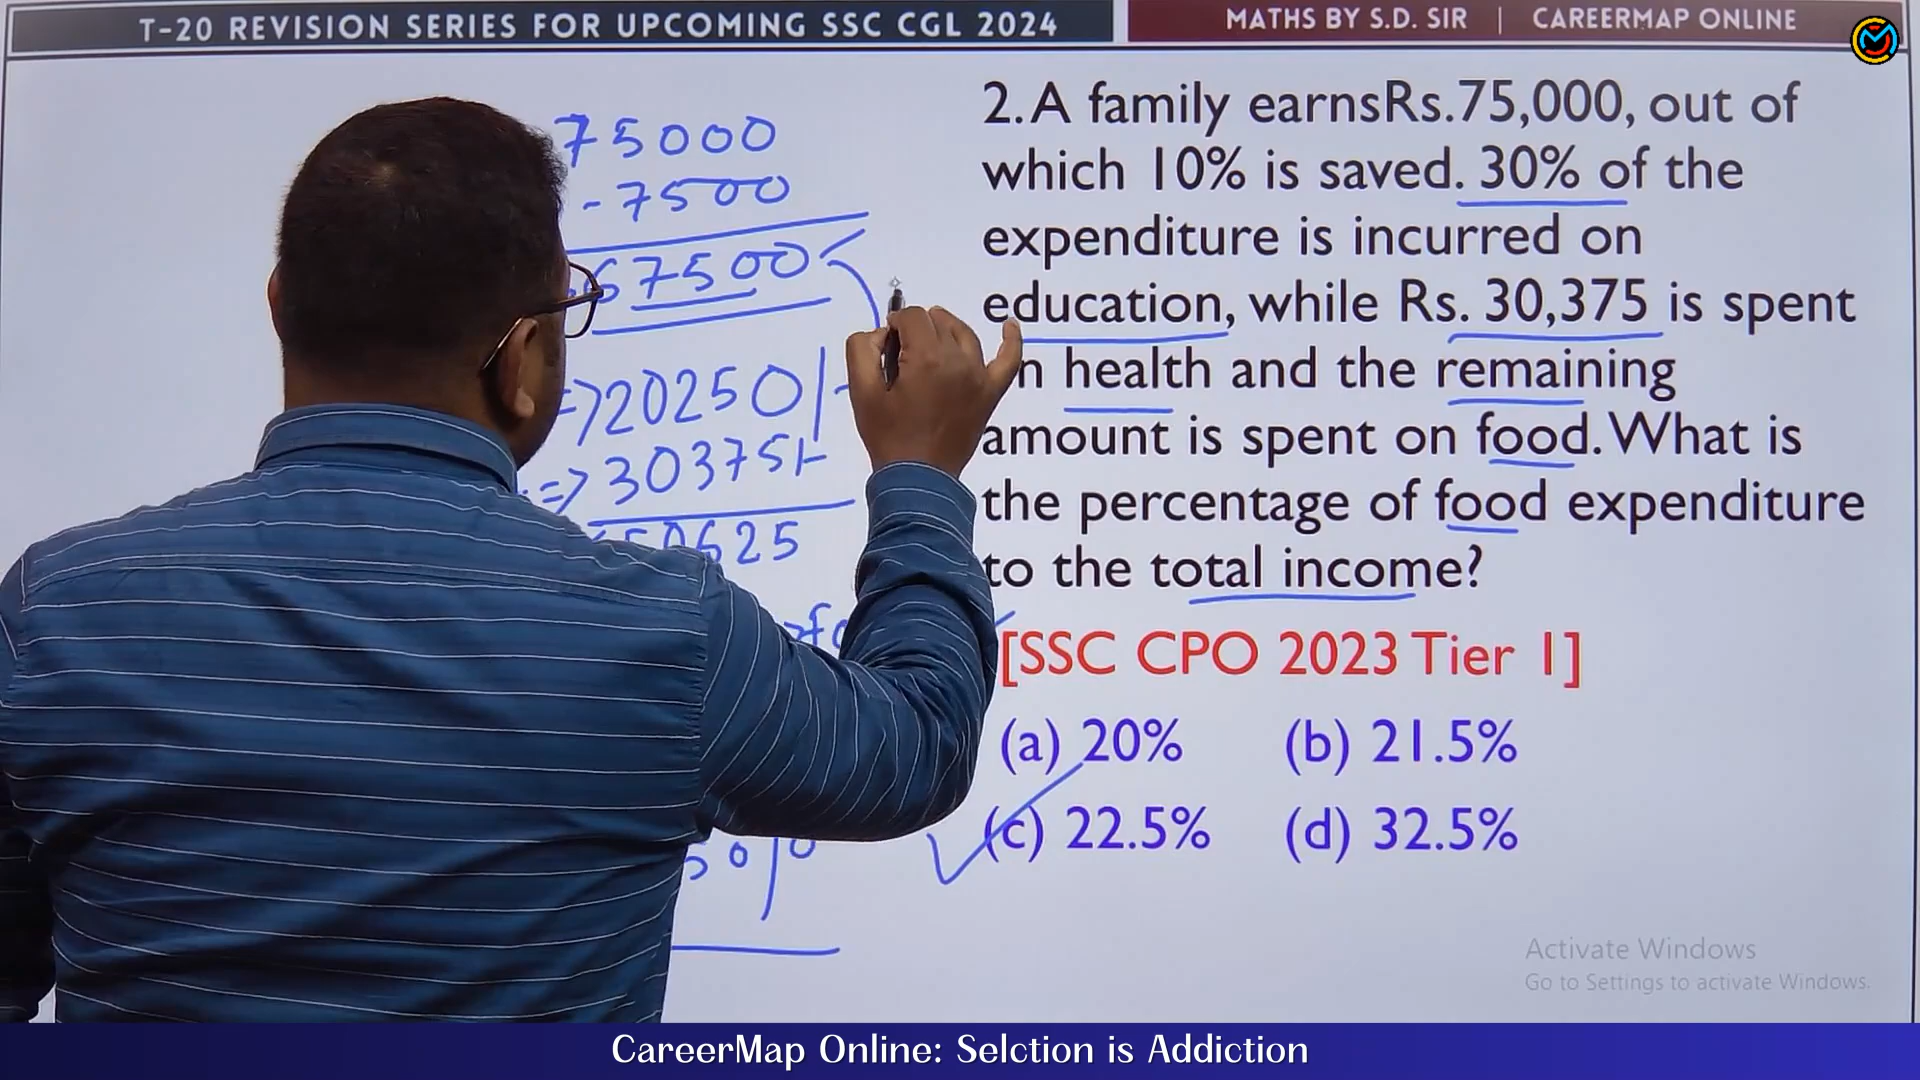 T-20 REVISION SERIES FOR UPCOMING SSC CGL 2024
MATHS BY S.D. SIR | CAREERMAP ONLINE
75000
- 7500
67500
=> 20250/-
=> 30375/-
50625
2. A family earnsRs.75,000, out of
which 10% is saved. 30% of the
expenditure is incurred on
education, while Rs. 30,375 is spent
n health and the remaining
amount is spent on food. What is
the percentage of food expenditure
to the total income?
[SSC CPO 2023 Tier 1]
(a) 20% (b) 21.5%
(c) 22.5% (d) 32.5%
Activate Windows
Go to Settings to activate Windows.
CareerMap Online: Selction is Addiction